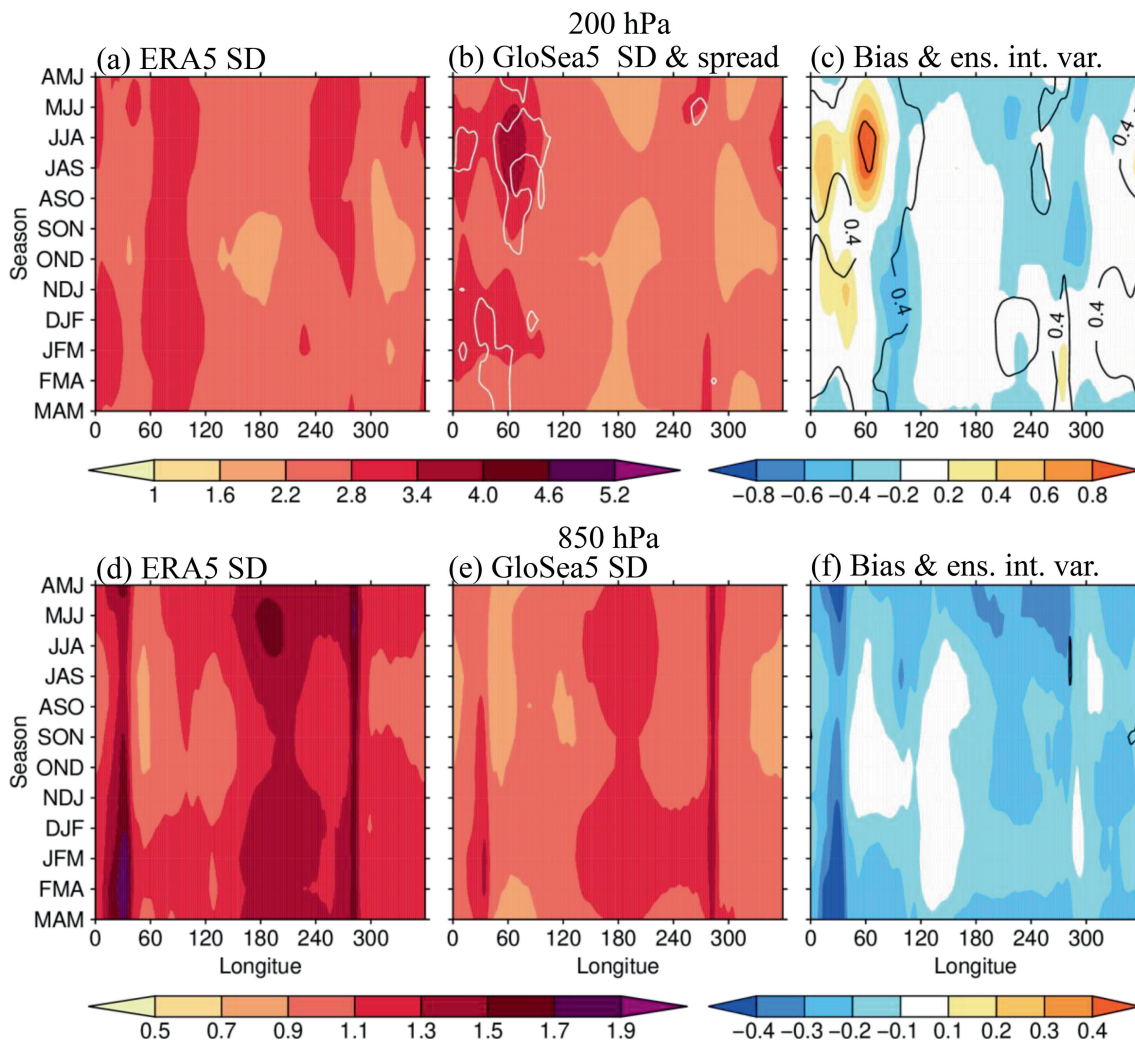 200 hPa
(a) ERA5 SD
(b) GloSea5 SD & spread
(c) Bias & ens. int. var.
Season
AMJ
MJJ
JJA
JAS
ASO
SON
OND
NDJ
DJF
JFM
FMA
MAM
0.4
0.4
0.4
0.4
0.4
0 60 120 180 240 300
0 60 120 180 240 300
0 60 120 180 240 300
1 1.6 2.2 2.8 3.4 4.0 4.6 5.2
−0.8 −0.6 −0.4 −0.2 0.2 0.4 0.6 0.8
850 hPa
(d) ERA5 SD
(e) GloSea5 SD
(f) Bias & ens. int. var.
Season
AMJ
MJJ
JJA
JAS
ASO
SON
OND
NDJ
DJF
JFM
FMA
MAM
0 60 120 180 240 300
0 60 120 180 240 300
0 60 120 180 240 300
Longitue
Longitue
Longitue
0.5 0.7 0.9 1.1 1.3 1.5 1.7 1.9
−0.4 −0.3 −0.2 −0.1 0.1 0.2 0.3 0.4